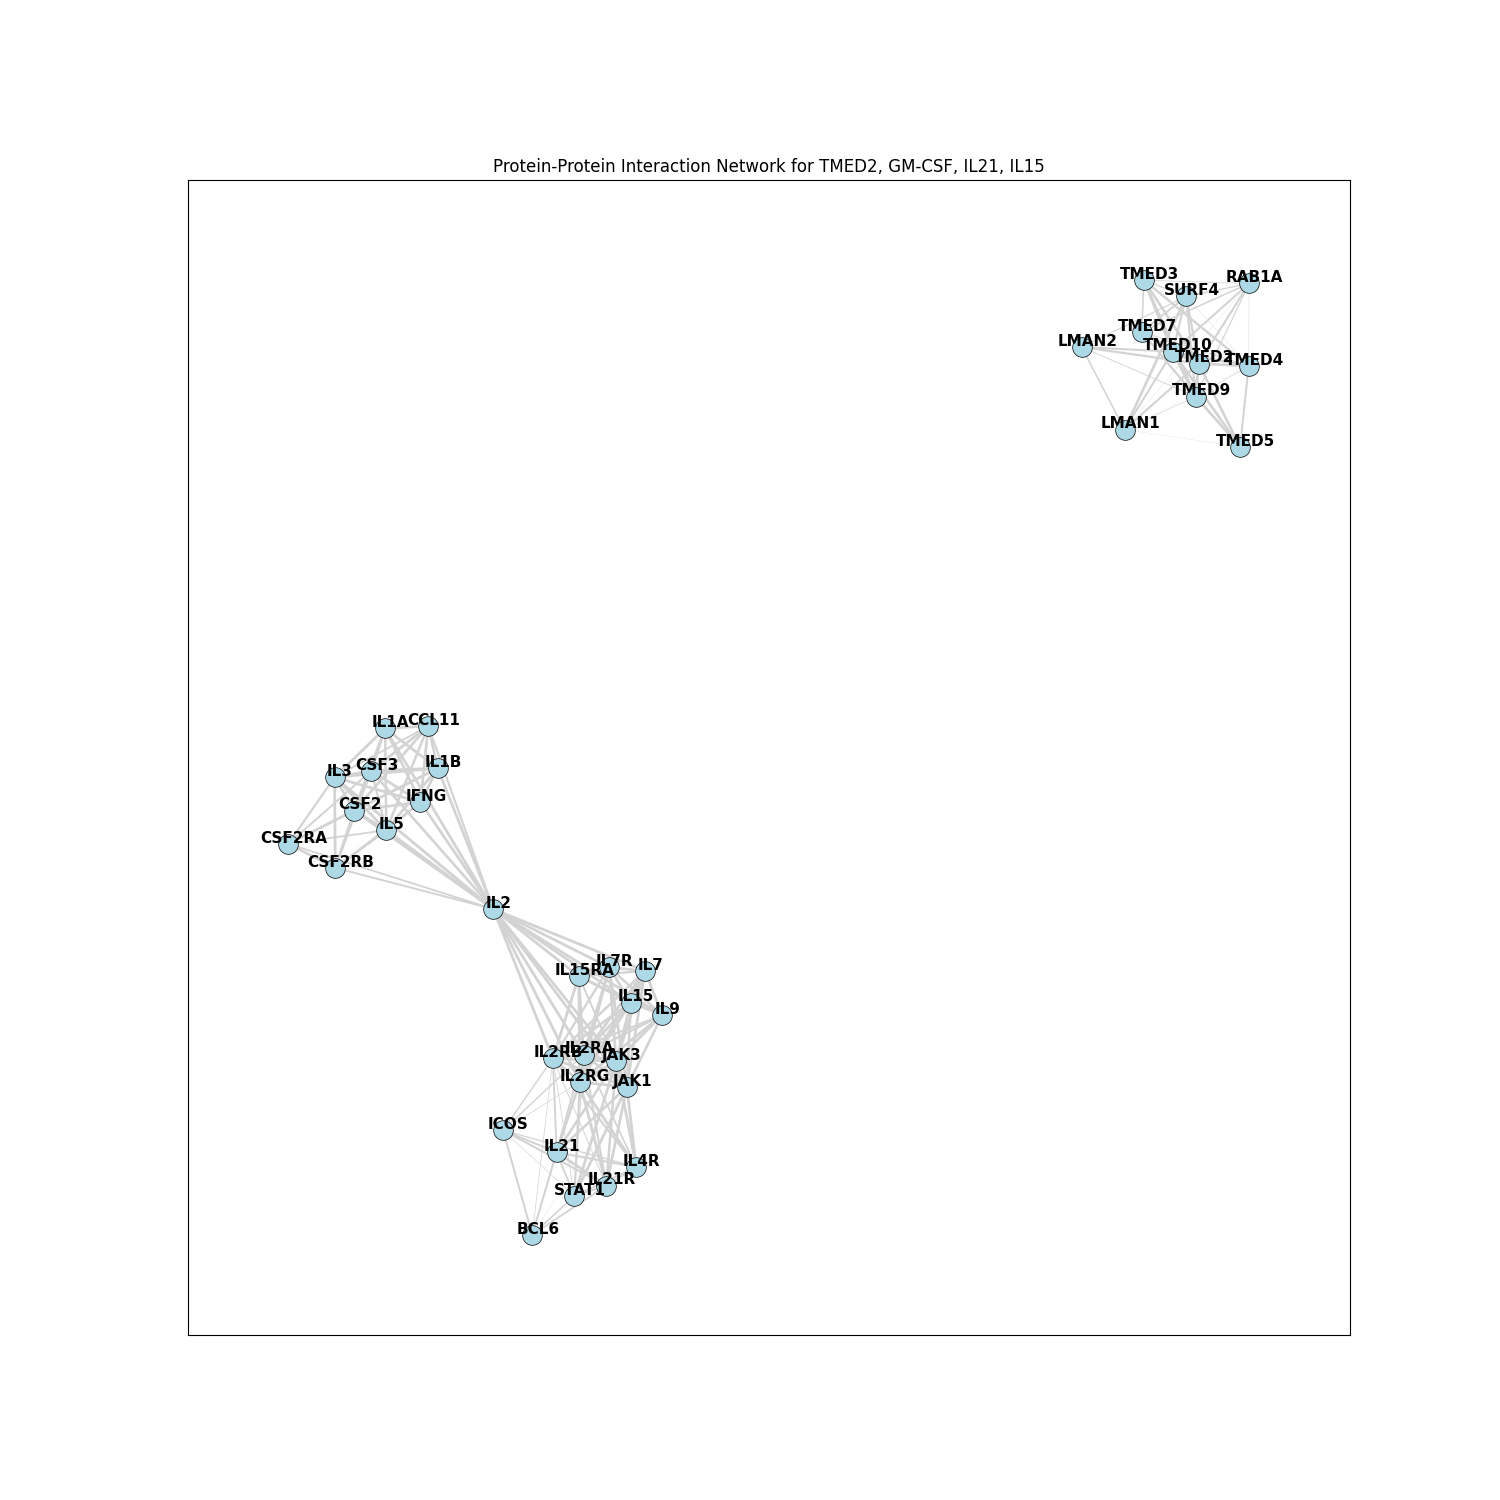 Protein-Protein Interaction Network for TMED2, GM-CSF, IL21, IL15
TMED3
RAB1A
SURF4
TMED7
LMAN2
TMED10
TMED2
TMED4
TMED9
LMAN1
TMED5
IL1A
CCL11
IL3
CSF3
IL1B
CSF2
IFNG
IL5
CSF2RA
CSF2RB
IL2
IL15RA
IL7R
IL7
IL15
IL9
IL2RB
IL2RA
JAK3
IL2RG
JAK1
ICOS
IL21
IL4R
IL21R
STAT1
BCL6